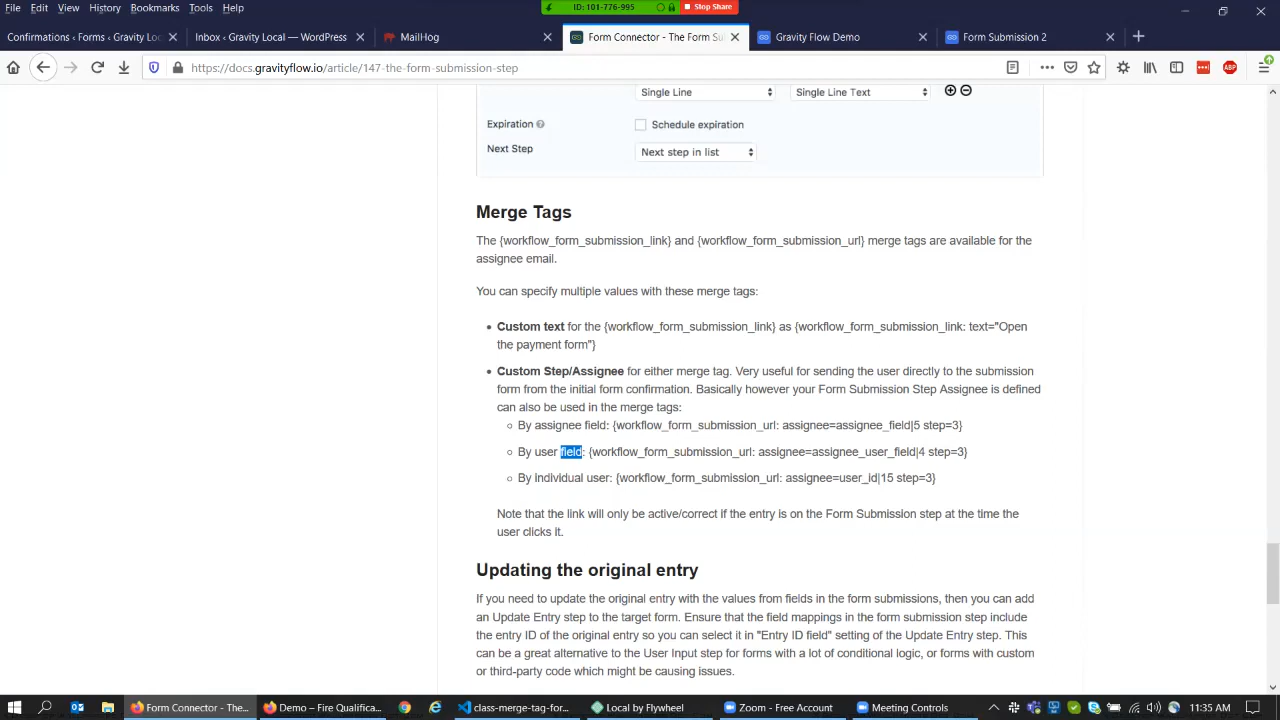 File Edit View History Bookmarks Tools Help
ID: 101-776-995 Stop Share
Confirmations ‹ Forms ‹ Gravity Loc
Inbox ‹ Gravity Local — WordPress
MailHog
Form Connector - The Form Su
Gravity Flow Demo
Form Submission 2
https://docs.gravityflow.io/article/147-the-form-submission-step
ABP
Single Line
Single Line Text
Expiration
Schedule expiration
Next Step
Next step in list
Merge Tags
The {workflow_form_submission_link} and {workflow_form_submission_url} merge tags are available for the
assignee email.
You can specify multiple values with these merge tags:
Custom text for the {workflow_form_submission_link} as {workflow_form_submission_link: text="Open
the payment form"}
Custom Step/Assignee for either merge tag. Very useful for sending the user directly to the submission
form from the initial form confirmation. Basically however your Form Submission Step Assignee is defined
can also be used in the merge tags:
By assignee field: {workflow_form_submission_url: assignee=assignee_field|5 step=3}
By user field: {workflow_form_submission_url: assignee=assignee_user_field|4 step=3}
By individual user: {workflow_form_submission_url: assignee=user_id|15 step=3}
Note that the link will only be active/correct if the entry is on the Form Submission step at the time the
user clicks it.
Updating the original entry
If you need to update the original entry with the values from fields in the form submissions, then you can add
an Update Entry step to the target form. Ensure that the field mappings in the form submission step include
the entry ID of the original entry so you can select it in "Entry ID field" setting of the Update Entry step. This
can be a great alternative to the User Input step for forms with a lot of conditional logic, or forms with custom
or third-party code which might be causing issues.
Form Connector - The...
Demo – Fire Qualifica...
class-merge-tag-for...
Local by Flywheel
Zoom - Free Account
Meeting Controls
11:35 AM